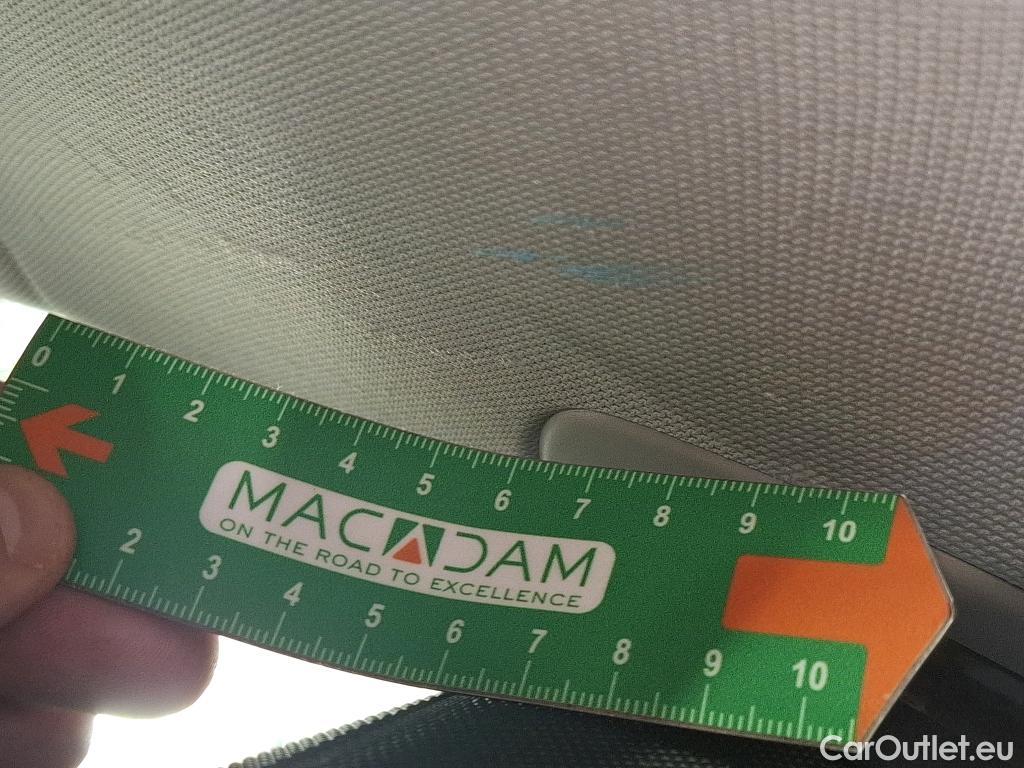 0 1 2 3 4 5 6 7 8 9 10
MACADAM
ON THE ROAD TO EXCELLENCE
2 3 4 5 6 7 8 9 10
CarOutlet.eu